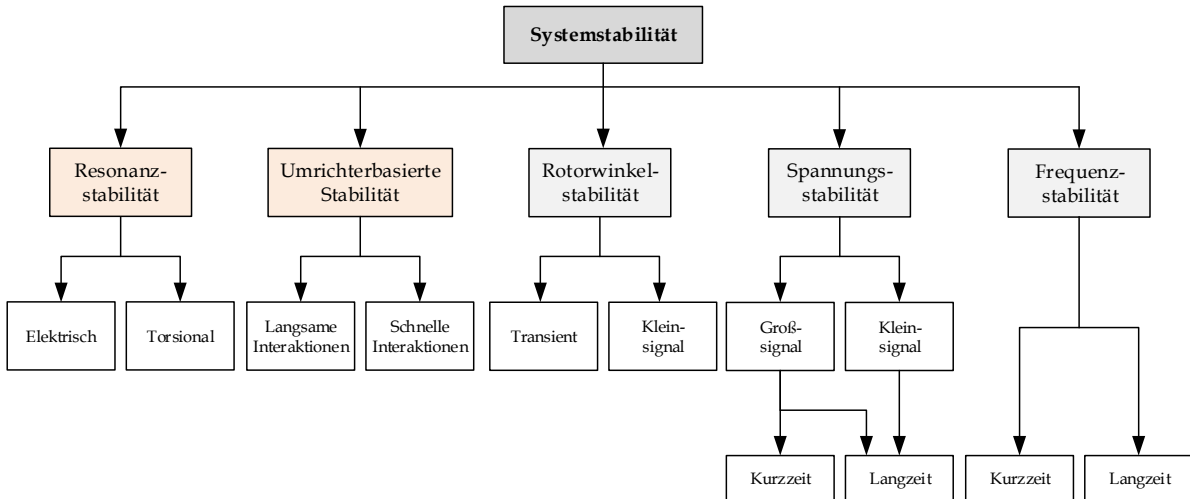 Systemstabilität
Resonanz-
stabilität
Umrichterbasierte
Stabilität
Rotorwinkel-
stabilität
Spannungs-
stabilität
Frequenz-
stabilität
Elektrisch
Torsional
Langsame
Interaktionen
Schnelle
Interaktionen
Transient
Klein-
signal
Groß-
signal
Klein-
signal
Kurzzeit
Langzeit
Kurzzeit
Langzeit